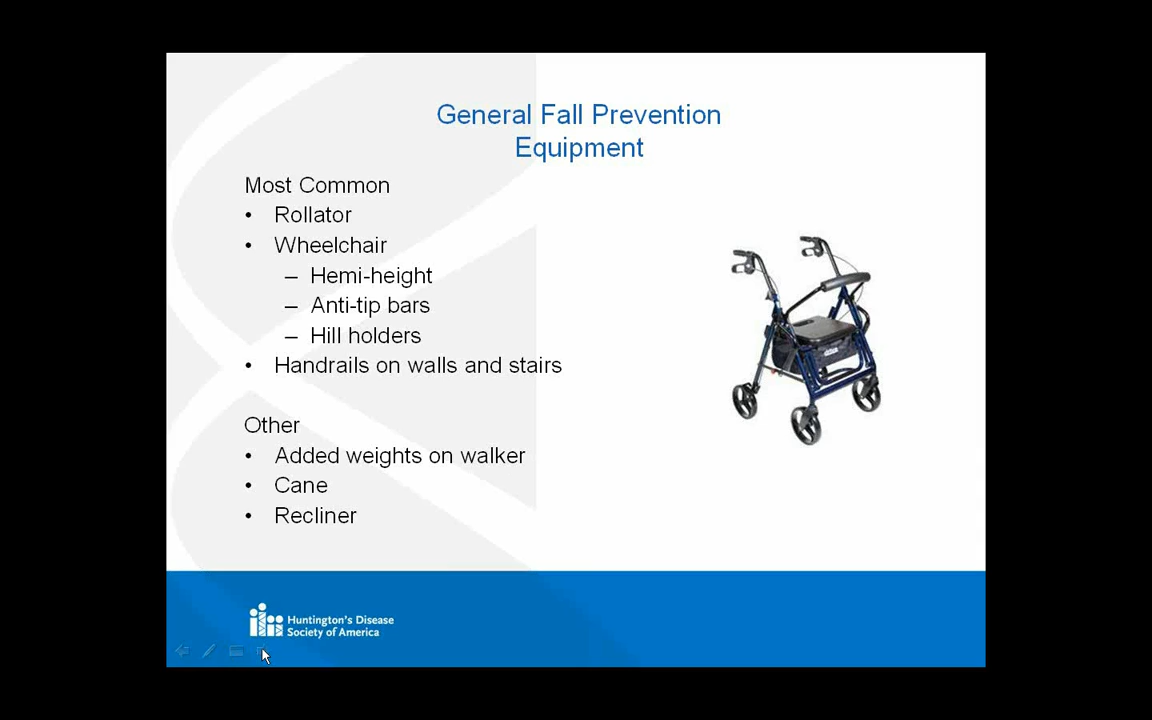 General Fall Prevention
Equipment
Most Common
• Rollator
• Wheelchair
– Hemi-height
– Anti-tip bars
– Hill holders
• Handrails on walls and stairs
Other
• Added weights on walker
• Cane
• Recliner
Huntington's Disease
Society of America